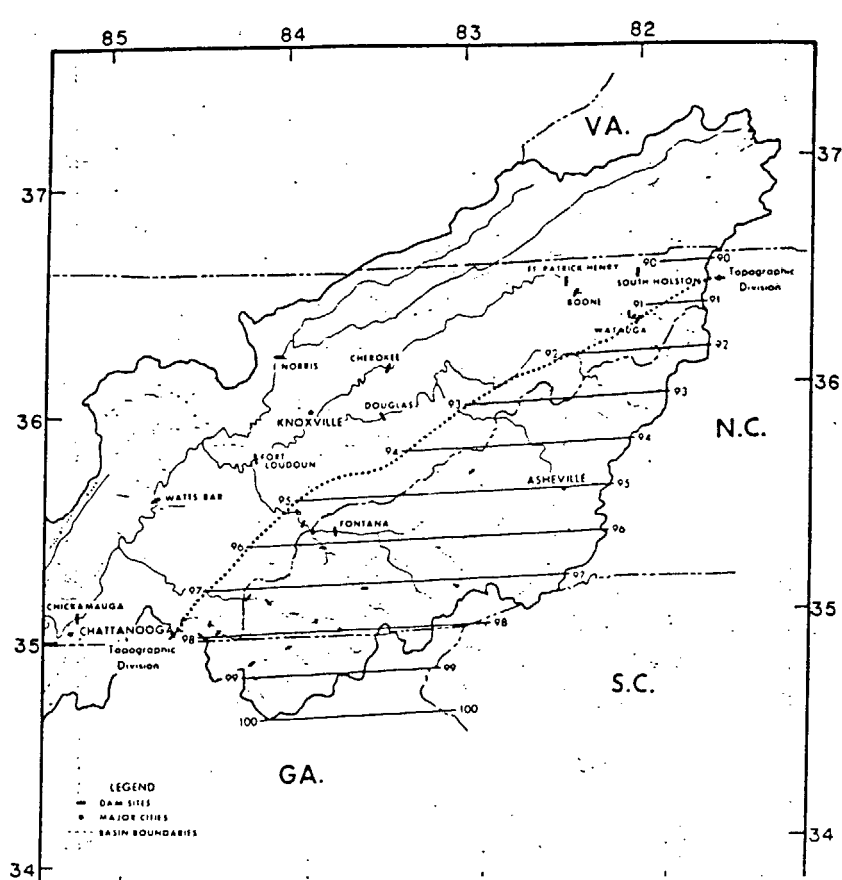 85 84 83 82
VA.
37
37
FT PATRICK HENRY
90 90
SOUTH HOLSTON
Topographic
Division
BOONE
91 91
WATAUGA
92 92
NORRIS
CHEROKEE
36
93 93
DOUGLAS
36
KNOXVILLE
N.C.
94 94
FORT
LOUDOUN
ASHEVILLE
95 95
WATTS BAR
FONTANA
96 96
97 97
CHICKAMAUGA
35
CHATTANOOGA
98 98
35
Topographic
Division
99 99
S.C.
100 100
GA.
LEGEND
DAM SITES
MAJOR CITIES
BASIN BOUNDARIES
34
34